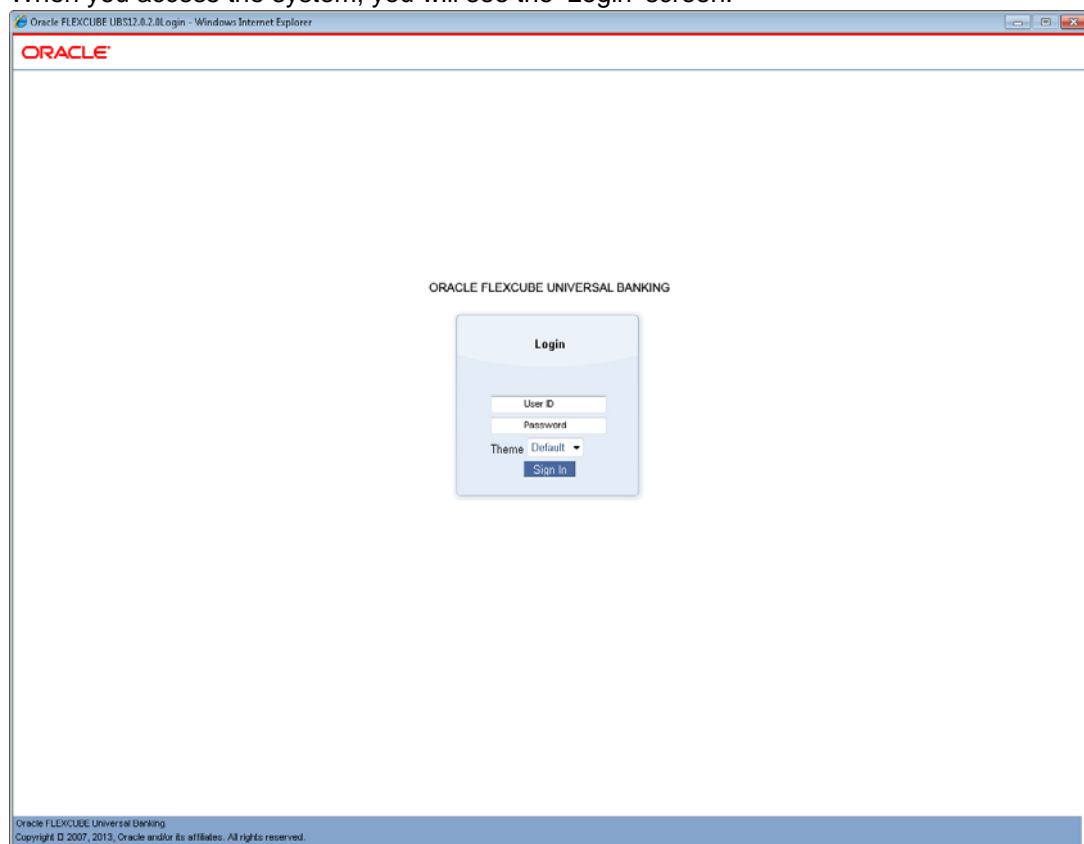 When you access the system, you will see the 'Login' screen.
Oracle FLEXCUBE UBS12.0.2.0Login - Windows Internet Explorer
ORACLE
ORACLE FLEXCUBE UNIVERSAL BANKING
Login
User ID
Password
Theme Default
Sign In
Oracle FLEXCUBE Universal Banking
Copyright 2007, 2013, Oracle and/or its affiliates. All rights reserved.